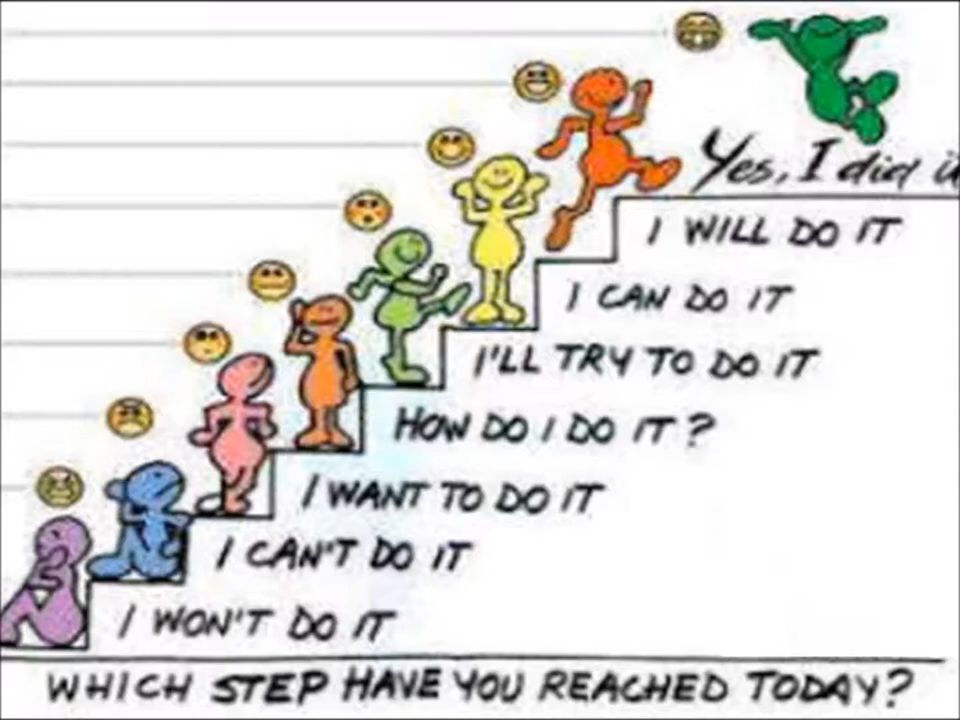 Yes, I did it
I WILL DO IT
I CAN DO IT
I'LL TRY TO DO IT
HOW DO I DO IT?
I WANT TO DO IT
I CAN'T DO IT
I WON'T DO IT
WHICH STEP HAVE YOU REACHED TODAY?